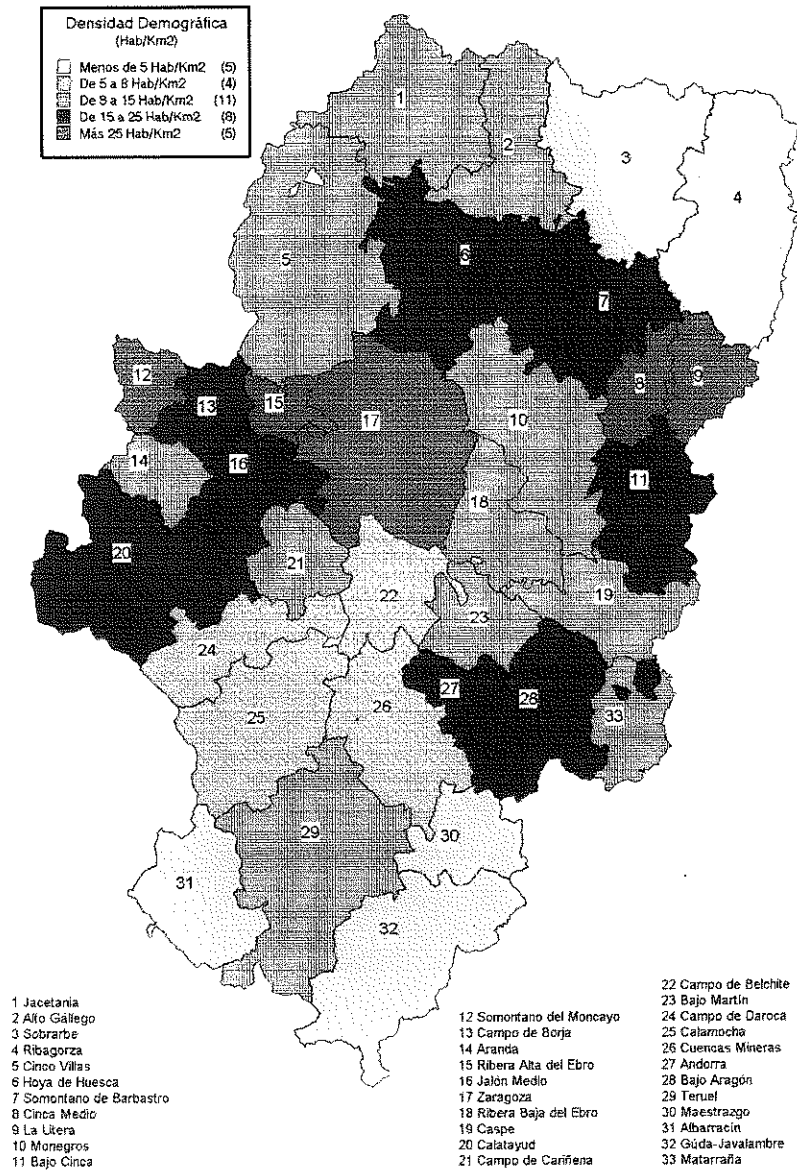 Densidad Demográfica
(Hab/Km2)
Menos de 5 Hab/Km2 (5)
De 5 a 8 Hab/Km2 (4)
De 8 a 15 Hab/Km2 (11)
De 15 a 25 Hab/Km2 (8)
Más 25 Hab/Km2 (5)
1
2
3
4
5
6
7
8
9
10
11
12
13
14
15
16
17
18
19
20
21
22
23
24
25
26
27
28
29
30
31
32
33
1 Jacetania
2 Alto Gállego
3 Sobrarbe
4 Ribagorza
5 Cinco Villas
6 Hoya de Huesca
7 Somontano de Barbastro
8 Cinca Medio
9 La Litera
10 Monegros
11 Bajo Cinca
12 Somontano del Moncayo
13 Campo de Borja
14 Aranda
15 Ribera Alta del Ebro
16 Jalón Medio
17 Zaragoza
18 Ribera Baja del Ebro
19 Caspe
20 Calatayud
21 Campo de Cariñena
22 Campo de Belchite
23 Bajo Martín
24 Campo de Daroca
25 Calamocha
26 Cuencas Mineras
27 Andorra
28 Bajo Aragón
29 Teruel
30 Maestrazgo
31 Albarracín
32 Gúda-Javalambre
33 Matarraña